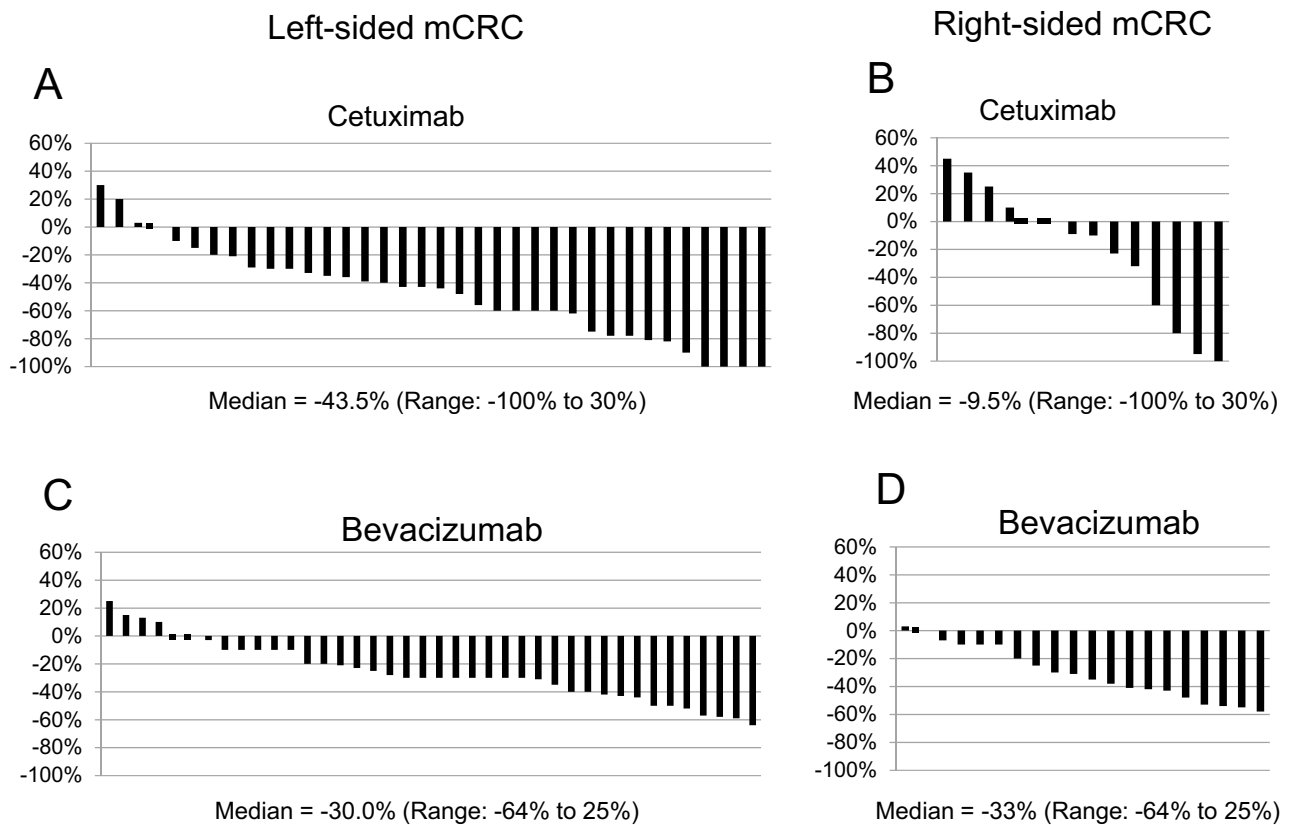 Left-sided mCRC
Right-sided mCRC
A
Cetuximab
60%
40%
20%
0%
-20%
-40%
-60%
-80%
-100%
Median = -43.5% (Range: -100% to 30%)
B
Cetuximab
60%
40%
20%
0%
-20%
-40%
-60%
-80%
-100%
Median = -9.5% (Range: -100% to 30%)
C
Bevacizumab
60%
40%
20%
0%
-20%
-40%
-60%
-80%
-100%
Median = -30.0% (Range: -64% to 25%)
D
Bevacizumab
60%
40%
20%
0%
-20%
-40%
-60%
-80%
-100%
Median = -33% (Range: -64% to 25%)